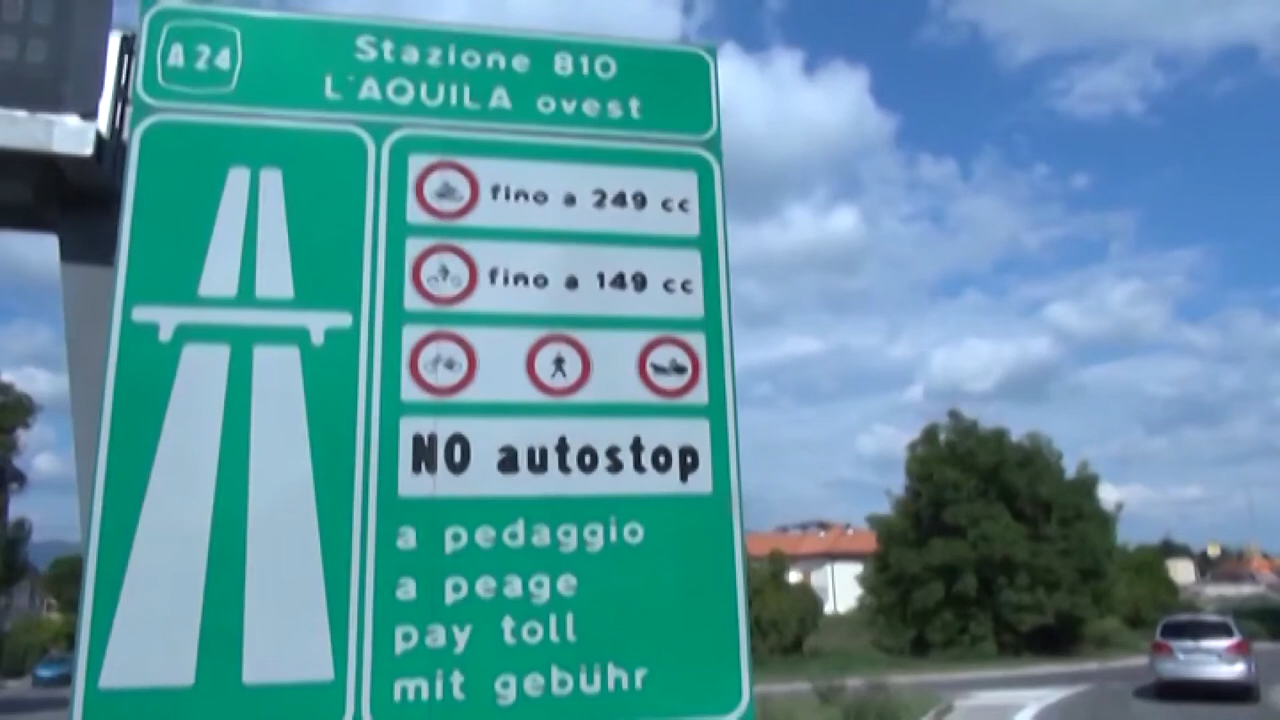 A 24
Stazione 810
L'AQUILA ovest
fino a 249 cc
fino a 149 cc
NO autostop
a pedaggio
a peage
pay toll
mit gebühr